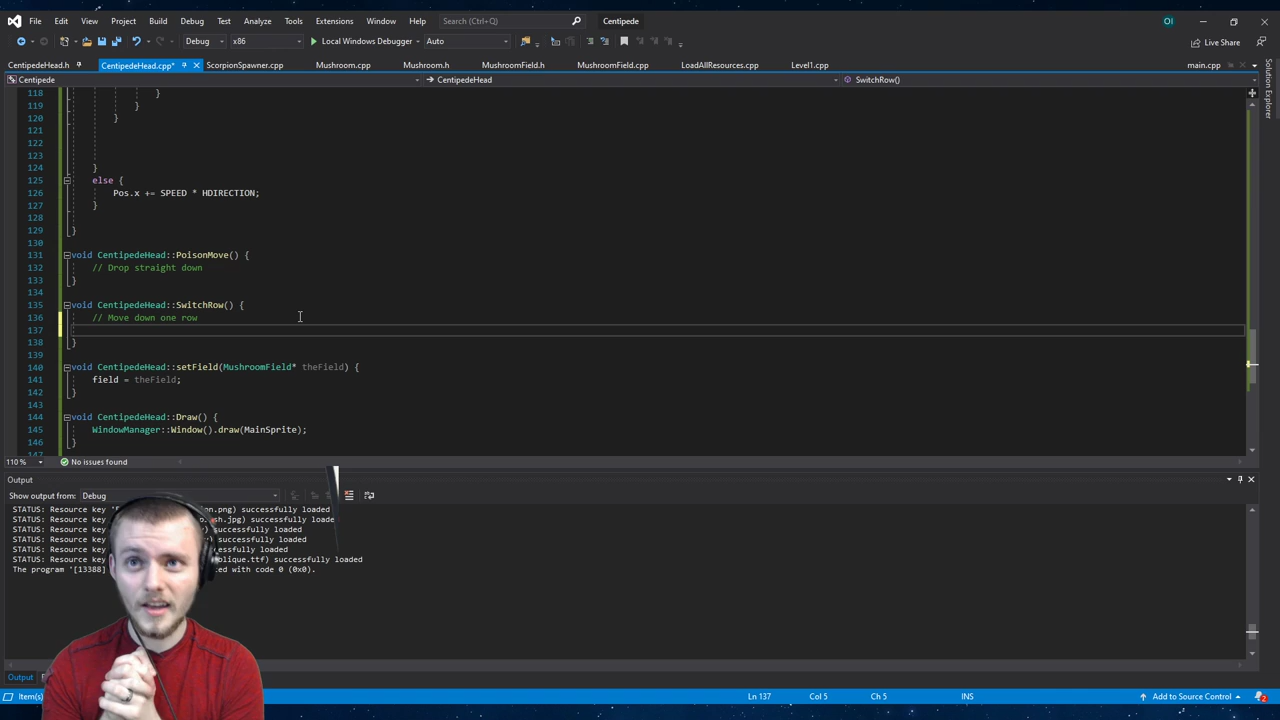 File Edit View Project Build Debug Test Analyze Tools Extensions Window Help Search (Ctrl+Q) Centipede OI
Debug x86 Local Windows Debugger Auto Live Share
CentipedeHead.h CentipedeHead.cpp* ScorpionSpawner.cpp Mushroom.cpp Mushroom.h MushroomField.h MushroomField.cpp LoadAllResources.cpp Level1.cpp main.cpp
Centipede CentipedeHead SwitchRow()
Solution Explorer
118 }
119 }
120 }
121
122
123
124 }
125 else {
126 Pos.x += SPEED * HDIRECTION;
127 }
128
129 }
130
131 void CentipedeHead::PoisonMove() {
132 // Drop straight down
133 }
134
135 void CentipedeHead::SwitchRow() {
136 // Move down one row
137
138 }
139
140 void CentipedeHead::setField(MushroomField* theField) {
141 field = theField;
142 }
143
144 void CentipedeHead::Draw() {
145 WindowManager::Window().draw(MainSprite);
146 }
147
110 % No issues found
Output
Show output from: Debug
STATUS: Resource key successfully loaded
STATUS: Resource key successfully loaded
STATUS: Resource key successfully loaded
STATUS: Resource key successfully loaded
STATUS: Resource key loaded
STATUS: Resource key successfully loaded
The program '[13388] with code 0 (0x0).
Output
Item(s) Ln 137 Col 5 Ch 5 INS Add to Source Control 2